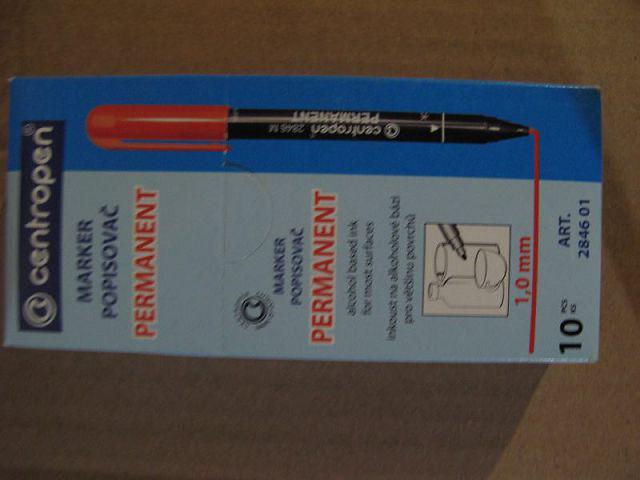 centropen®
MARKER
POPISOVAČ
PERMANENT
centropen 2846 M
PERMANENT
MARKER
POPISOVAČ
PERMANENT
alcohol based ink
for most surfaces
inkoust na alkoholové bázi
pro většinu povrchů
1,0 mm
10 PCS
KS
ART.
2846 01